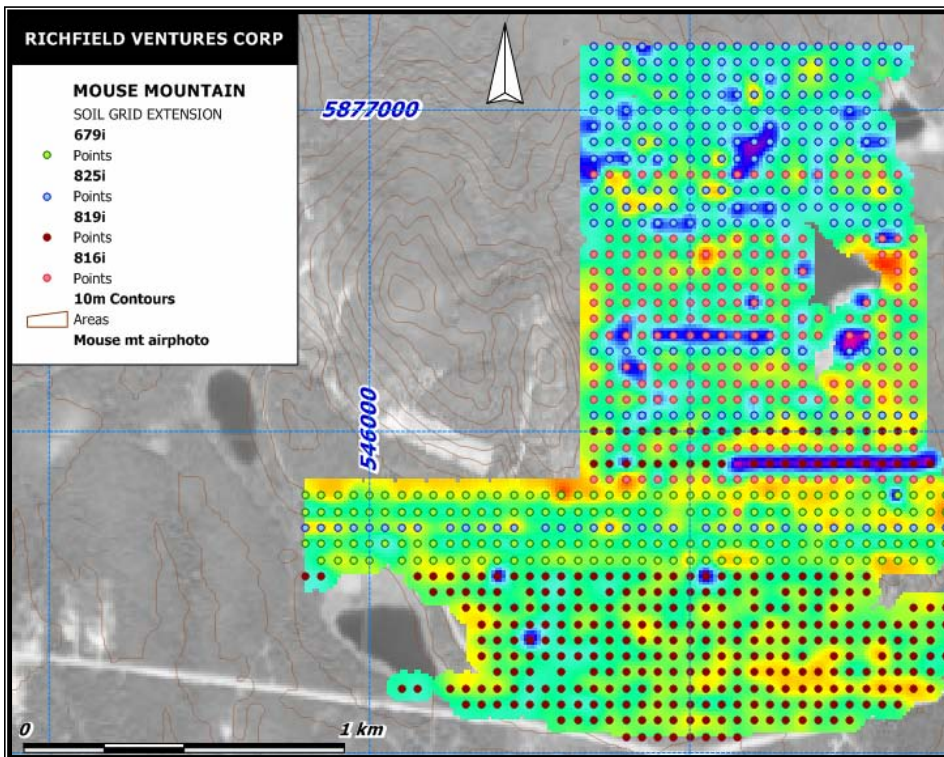 RICHFIELD VENTURES CORP
MOUSE MOUNTAIN
SOIL GRID EXTENSION
679i
Points
825i
Points
819i
Points
816i
Points
10m Contours
Areas
Mouse mt airphoto
5877000
546000
0
1 km